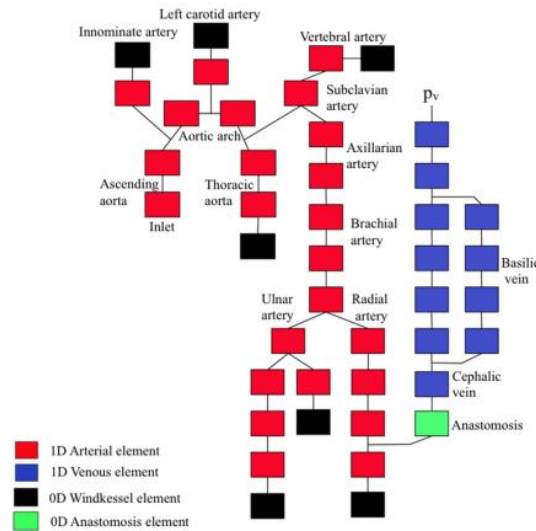 Left carotid artery
Innominate artery
Vertebral artery
Subclavian
artery
pv
Aortic arch
Axillarian
artery
Ascending
aorta
Thoracic
aorta
Inlet
Brachial
artery
Basilic
vein
Ulnar
artery
Radial
artery
Cephalic
vein
Anastomosis
1D Arterial element
1D Venous element
0D Windkessel element
0D Anastomosis element